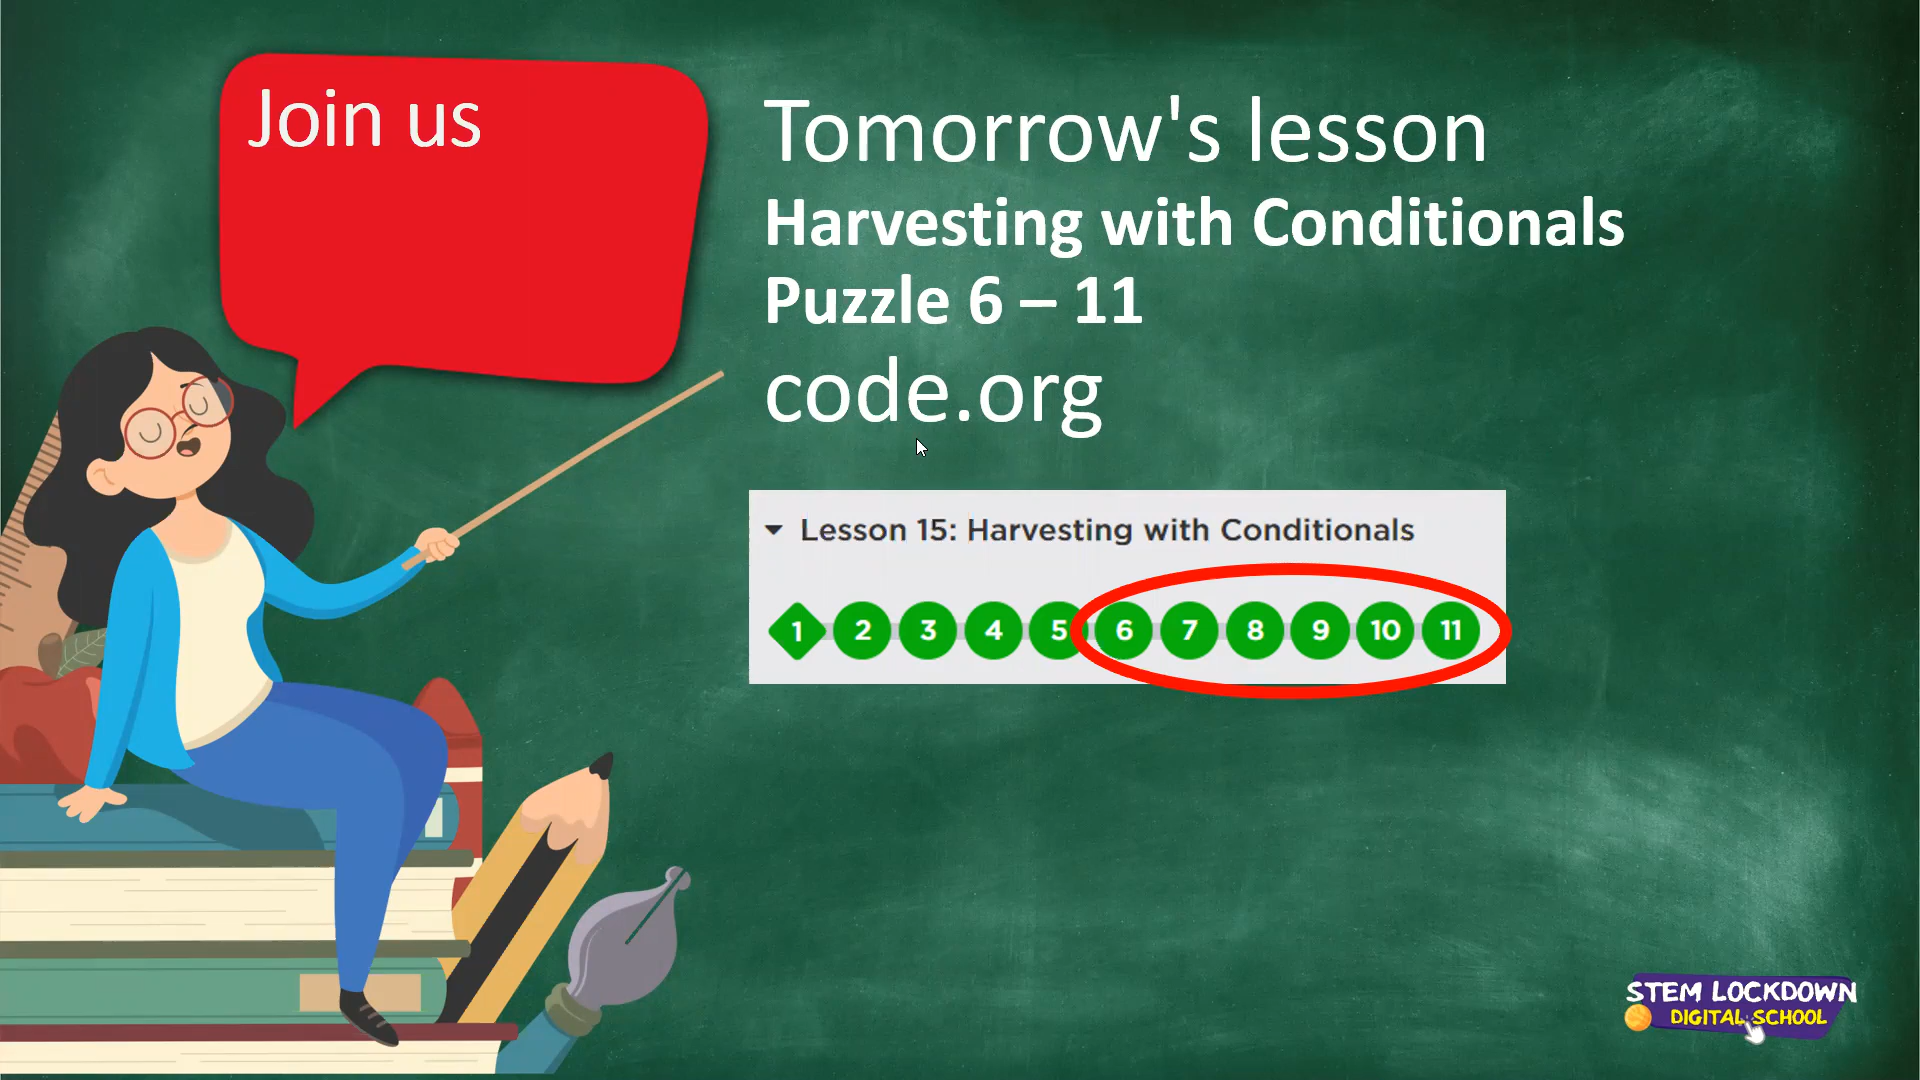 Join us
Tomorrow's lesson
Harvesting with Conditionals
Puzzle 6 – 11
code.org
Lesson 15: Harvesting with Conditionals
1 2 3 4 5 6 7 8 9 10 11
STEM LOCKDOWN
DIGITAL SCHOOL